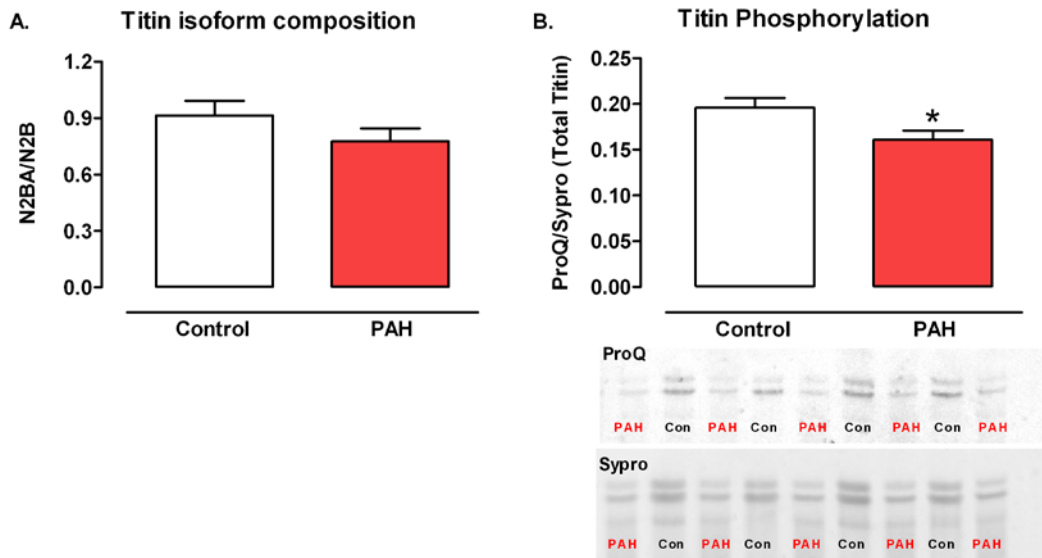 A.
Titin isoform composition
N2BA/N2B
1.2
0.9
0.6
0.3
0.0
Control PAH
B.
Titin Phosphorylation
ProQ/Sypro (Total Titin)
0.25
0.20
0.15
0.10
0.05
0.00
*
Control PAH
ProQ
PAH Con PAH Con PAH Con PAH Con PAH
Sypro
PAH Con PAH Con PAH Con PAH Con PAH